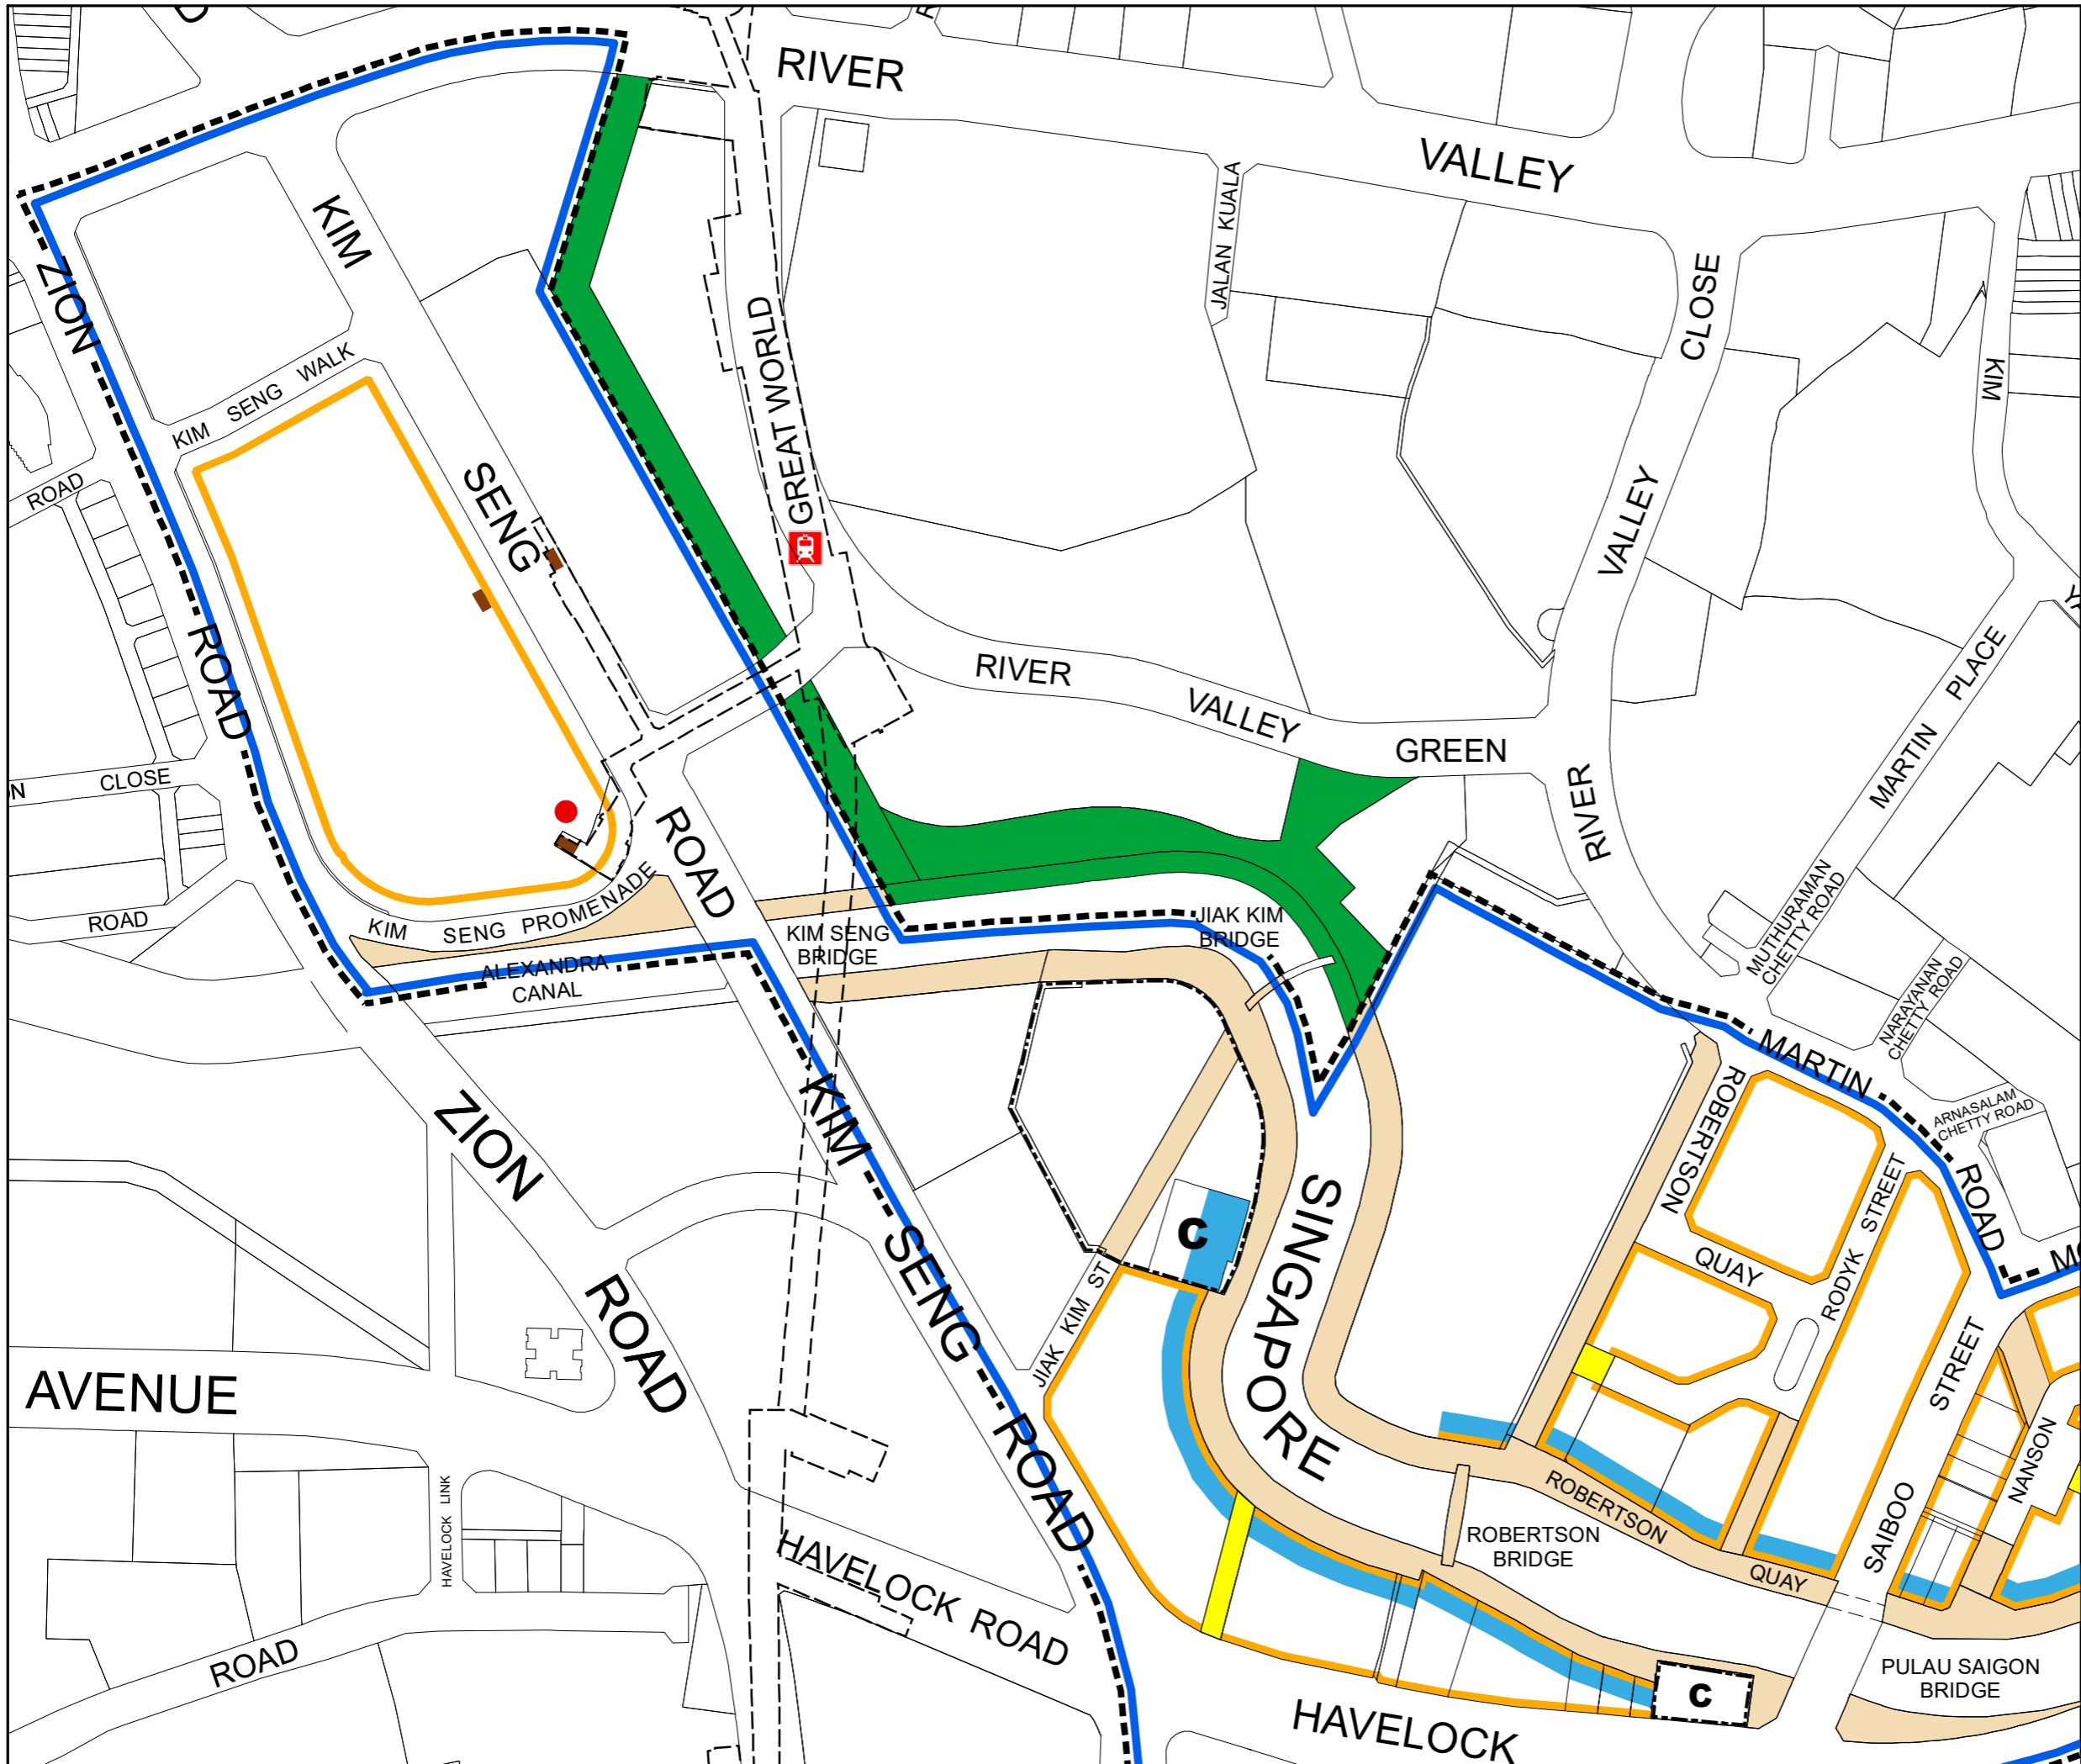 RIVER
VALLEY
KIM
SENG
ROAD
ZION
ROAD
KIM SENG WALK
GREAT WORLD
JALAN KUALA
CLOSE
VALLEY
RIVER
KIM
ROAD
RIVER
VALLEY
GREEN
MARTIN PLACE
CLOSE
ROAD
KIM SENG PROMENADE
KIM SENG
BRIDGE
JIAK KIM
BRIDGE
ALEXANDRA
CANAL
MUTHURAMAN
CHETTY ROAD
NARAYANAN
CHETTY ROAD
ARNASALAM
CHETTY ROAD
MARTIN
ROAD
ZION
ROAD
KIM SENG ROAD
ROBERTSON
QUAY
RODYK STREET
C
SINGAPORE
JIAK KIM ST
AVENUE
HAVELOCK LINK
HAVELOCK ROAD
ROBERTSON
QUAY
ROBERTSON
BRIDGE
SAIBOO
STREET
NANSON
ROAD
PULAU SAIGON
BRIDGE
C
HAVELOCK